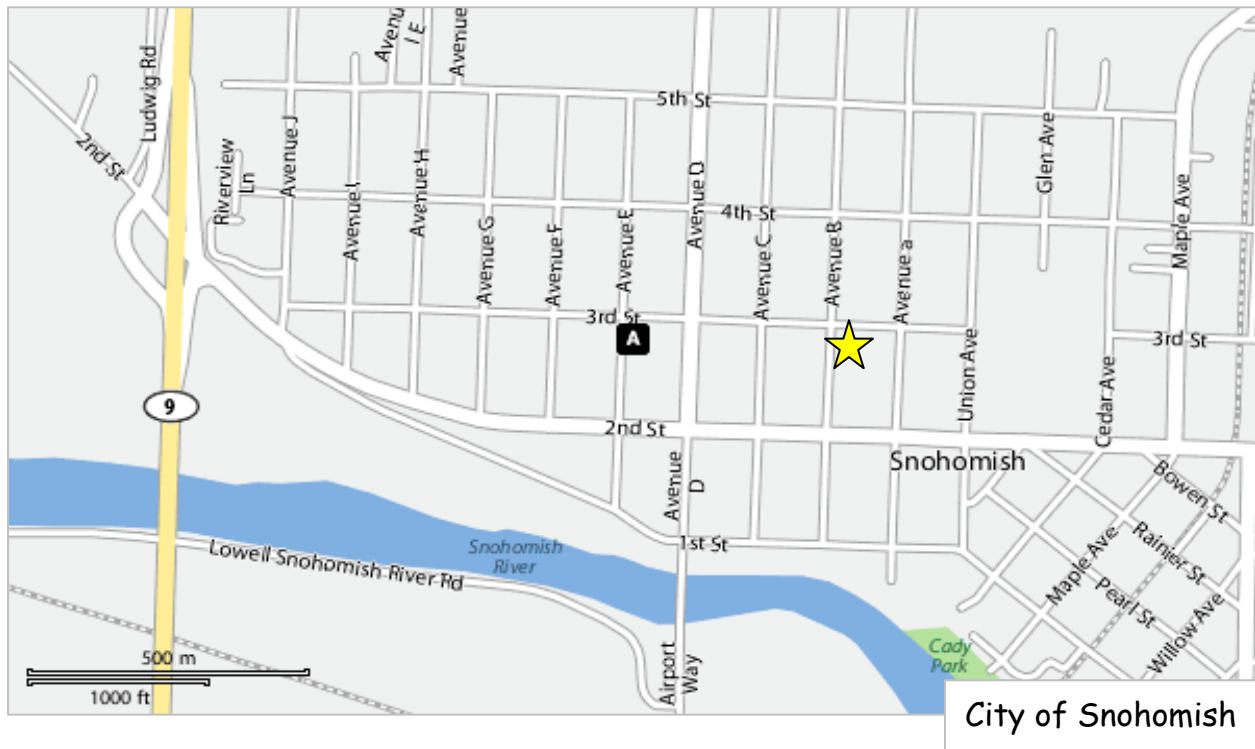 Avenu
I E
Avenue
Ludwig Rd
5th St
2nd St
Avenue J
Riverview
Ln
Avenue I
Avenue H
Avenue G
Avenue F
Avenue E
Avenue D
4th St
Avenue C
Avenue B
Avenue a
Glen Ave
Maple Ave
3rd St
A
3rd St
9
2nd St
Union Ave
Cedar Ave
Snohomish
Avenue
D
Bowen St
1st St
Rainier St
Snohomish
River
Lowell Snohomish River Rd
Maple Ave
Pearl St
Willow Ave
Cady
Park
Airport
Way
500 m
1000 ft
City of Snohomish